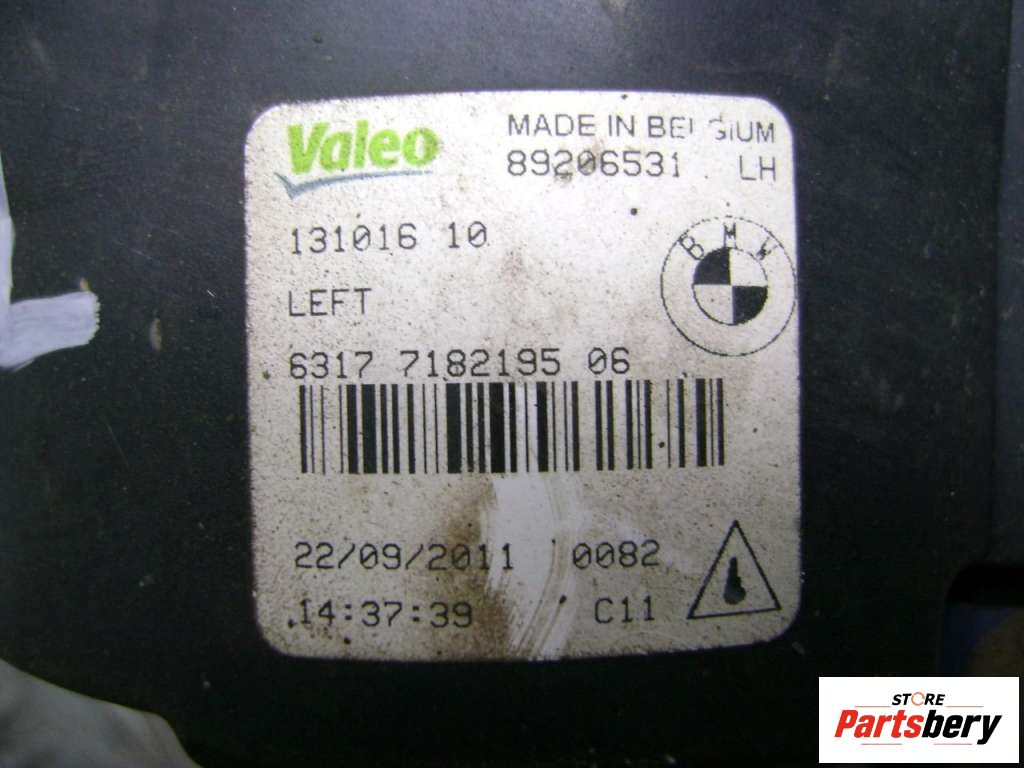 Valeo
MADE IN BELGIUM
89206531 LH
131016 10
BMW
LEFT
6317 7182195 06
22/09/2011 0082
14:37:39 C11
STORE
Partsbery